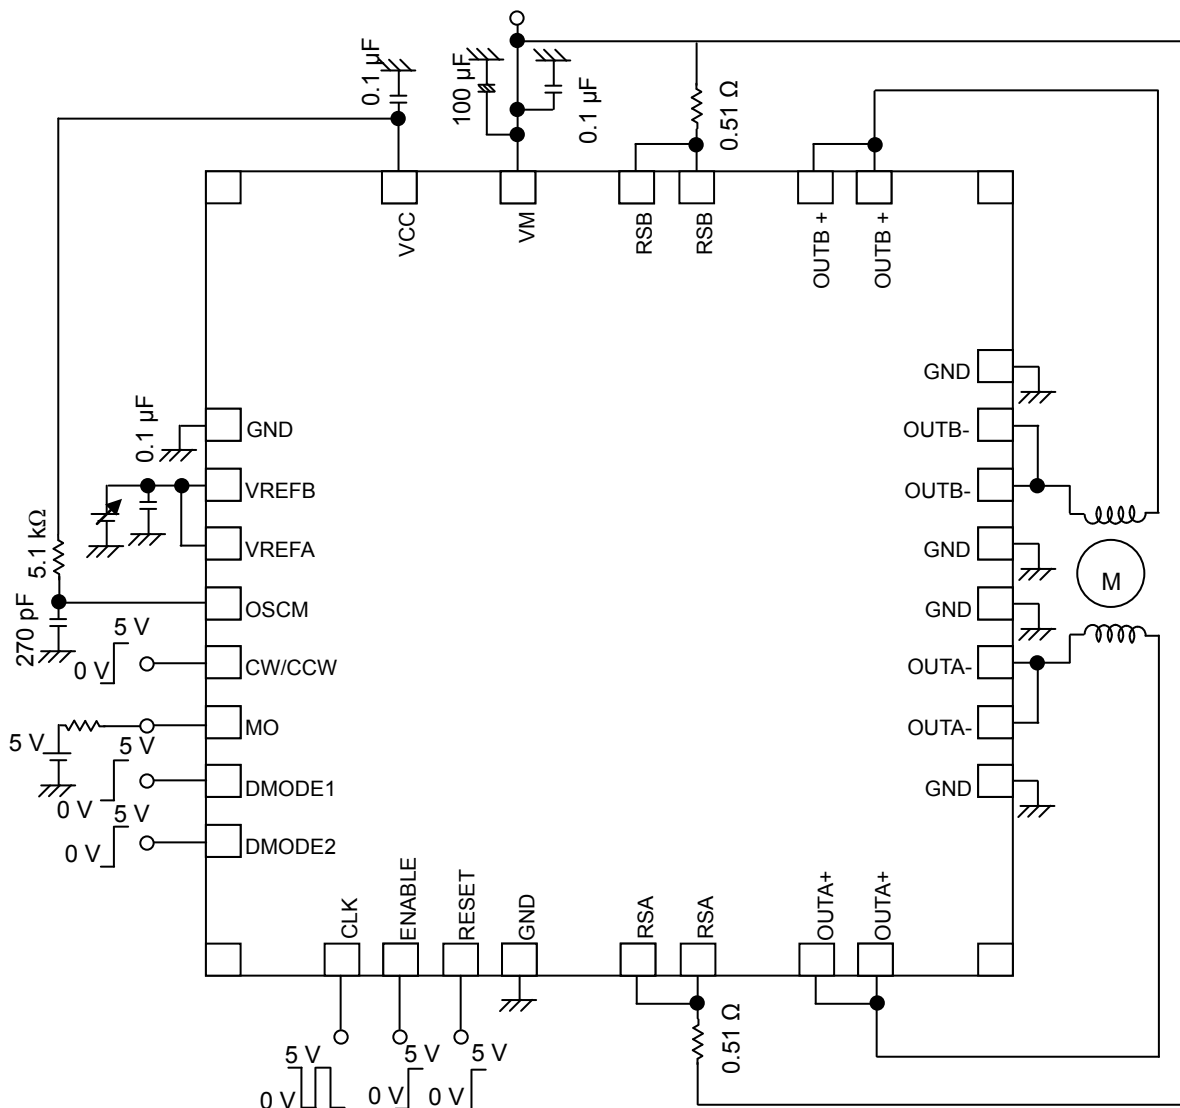 0.1 µF
100 µF
0.1 µF
0.51 Ω
VCC
VM
RSB
RSB
OUTB +
OUTB +
GND
OUTB-
OUTB-
GND
GND
OUTA-
OUTA-
GND
M
0.1 µF
GND
VREFB
VREFA
5.1 kΩ
OSCM
270 pF
5 V
0 V
CW/CCW
MO
5 V
5 V
0 V
DMODE1
5 V
0 V
DMODE2
CLK
ENABLE
RESET
GND
RSA
RSA
OUTA+
OUTA+
0.51 Ω
5 V
0 V
5 V
0 V
5 V
0 V